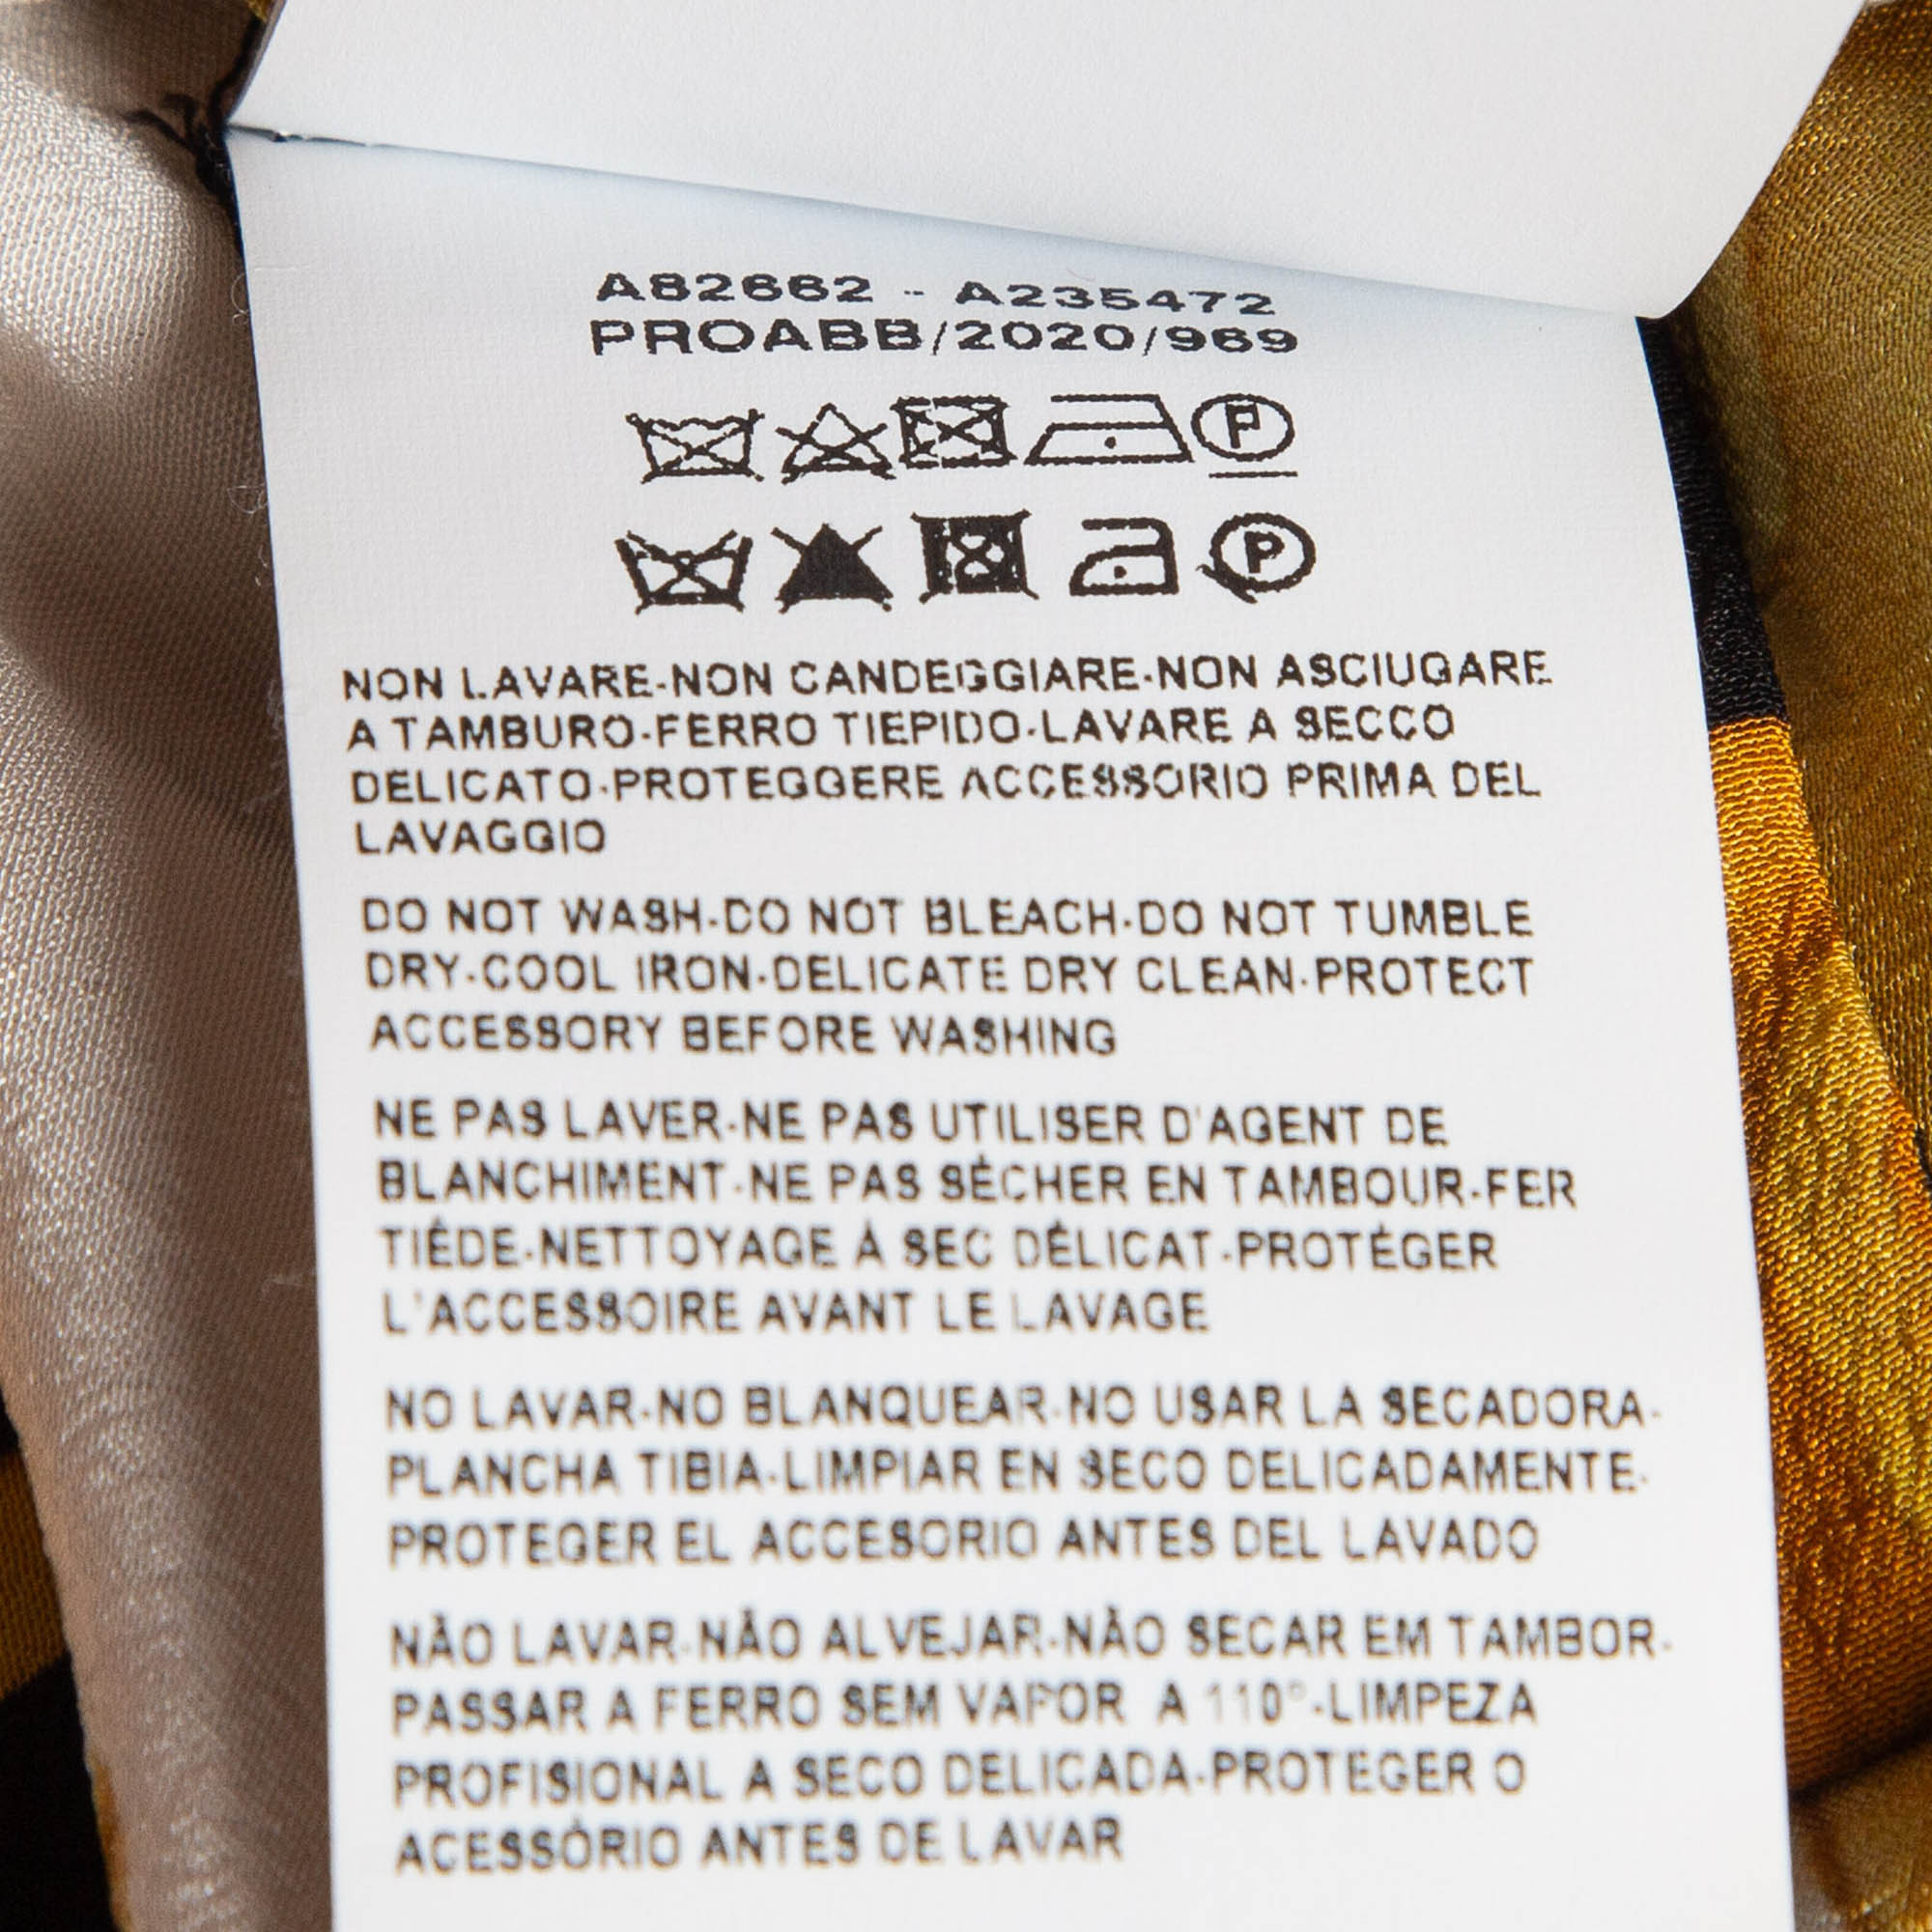 A82662 - A235472
PROABB/2020/969
NON LAVARE-NON CANDEGGIARE-NON ASCIUGARE
A TAMBURO-FERRO TIEPIDO-LAVARE A SECCO
DELICATO-PROTEGGERE ACCESSORIO PRIMA DEL
LAVAGGIO
DO NOT WASH-DO NOT BLEACH-DO NOT TUMBLE
DRY-COOL IRON-DELICATE DRY CLEAN-PROTECT
ACCESSORY BEFORE WASHING
NE PAS LAVER-NE PAS UTILISER D'AGENT DE
BLANCHIMENT-NE PAS SÉCHER EN TAMBOUR-FER
TIÉDE-NETTOYAGE À SEC DÉLICAT-PROTÉGER
L'ACCESSOIRE AVANT LE LAVAGE
NO LAVAR-NO BLANQUEAR-NO USAR LA SECADORA-
PLANCHA TIBIA-LIMPIAR EN SECO DELICADAMENTE-
PROTEGER EL ACCESORIO ANTES DEL LAVADO
NÃO LAVAR-NÃO ALVEJAR-NÃO SECAR EM TAMBOR-
PASSAR A FERRO SEM VAPOR A 110°-LIMPEZA
PROFISIONAL A SECO DELICADA-PROTEGER O
ACESSÓRIO ANTES DE LAVAR